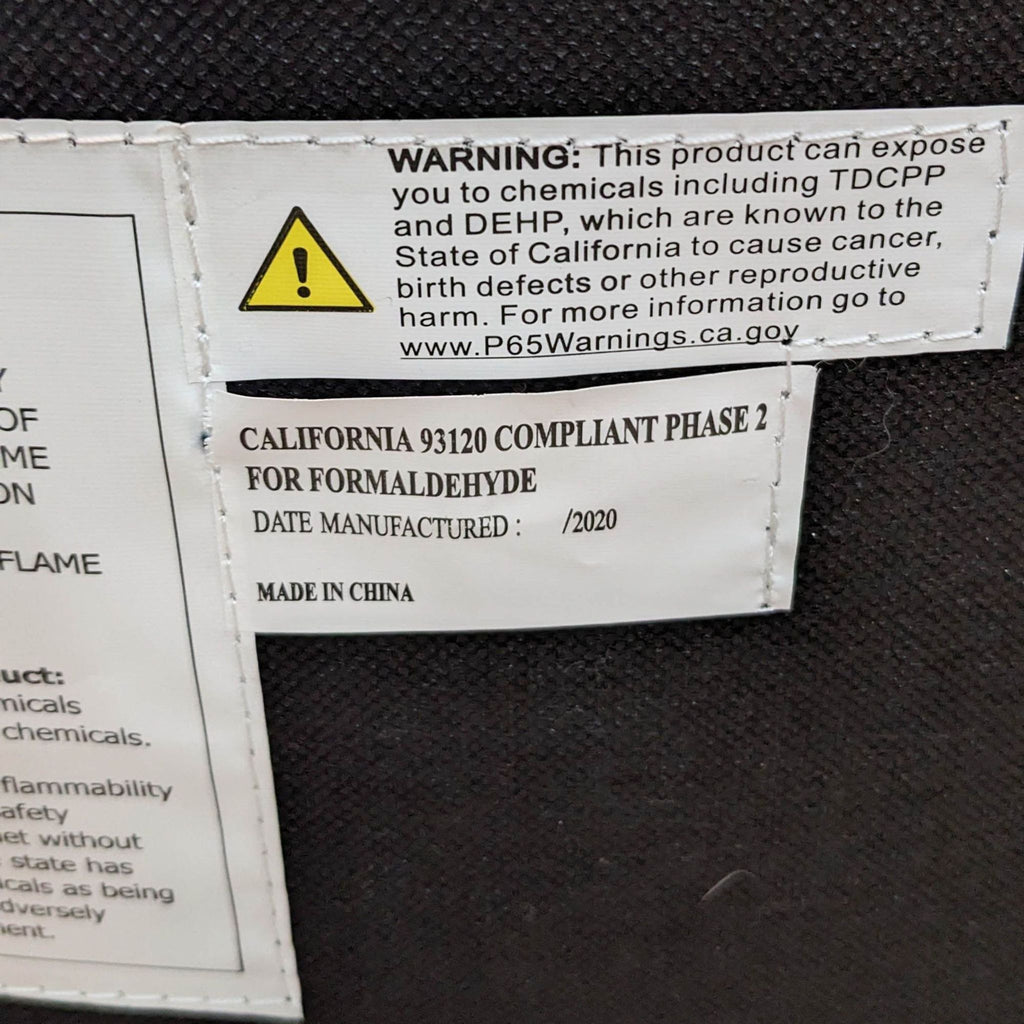 WARNING: This product can expose
you to chemicals including TDCPP
and DEHP, which are known to the
State of California to cause cancer,
birth defects or other reproductive
harm. For more information go to
www.P65Warnings.ca.gov
CALIFORNIA 93120 COMPLIANT PHASE 2
FOR FORMALDEHYDE
DATE MANUFACTURED : /2020
MADE IN CHINA
Y
OF
ME
ON
FLAME
uct:
micals
chemicals.
flammability
afety
et without
state has
icals as being
dversely
ent.